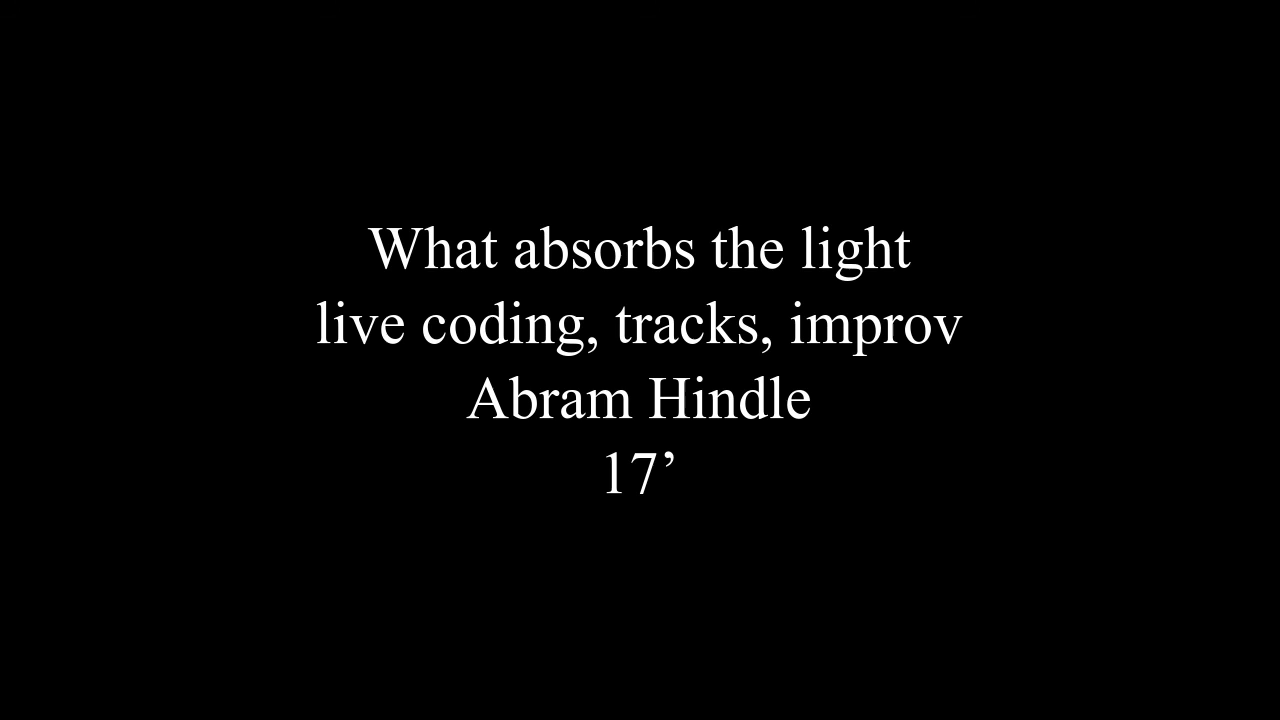 What absorbs the light
live coding, tracks, improv
Abram Hindle
17’